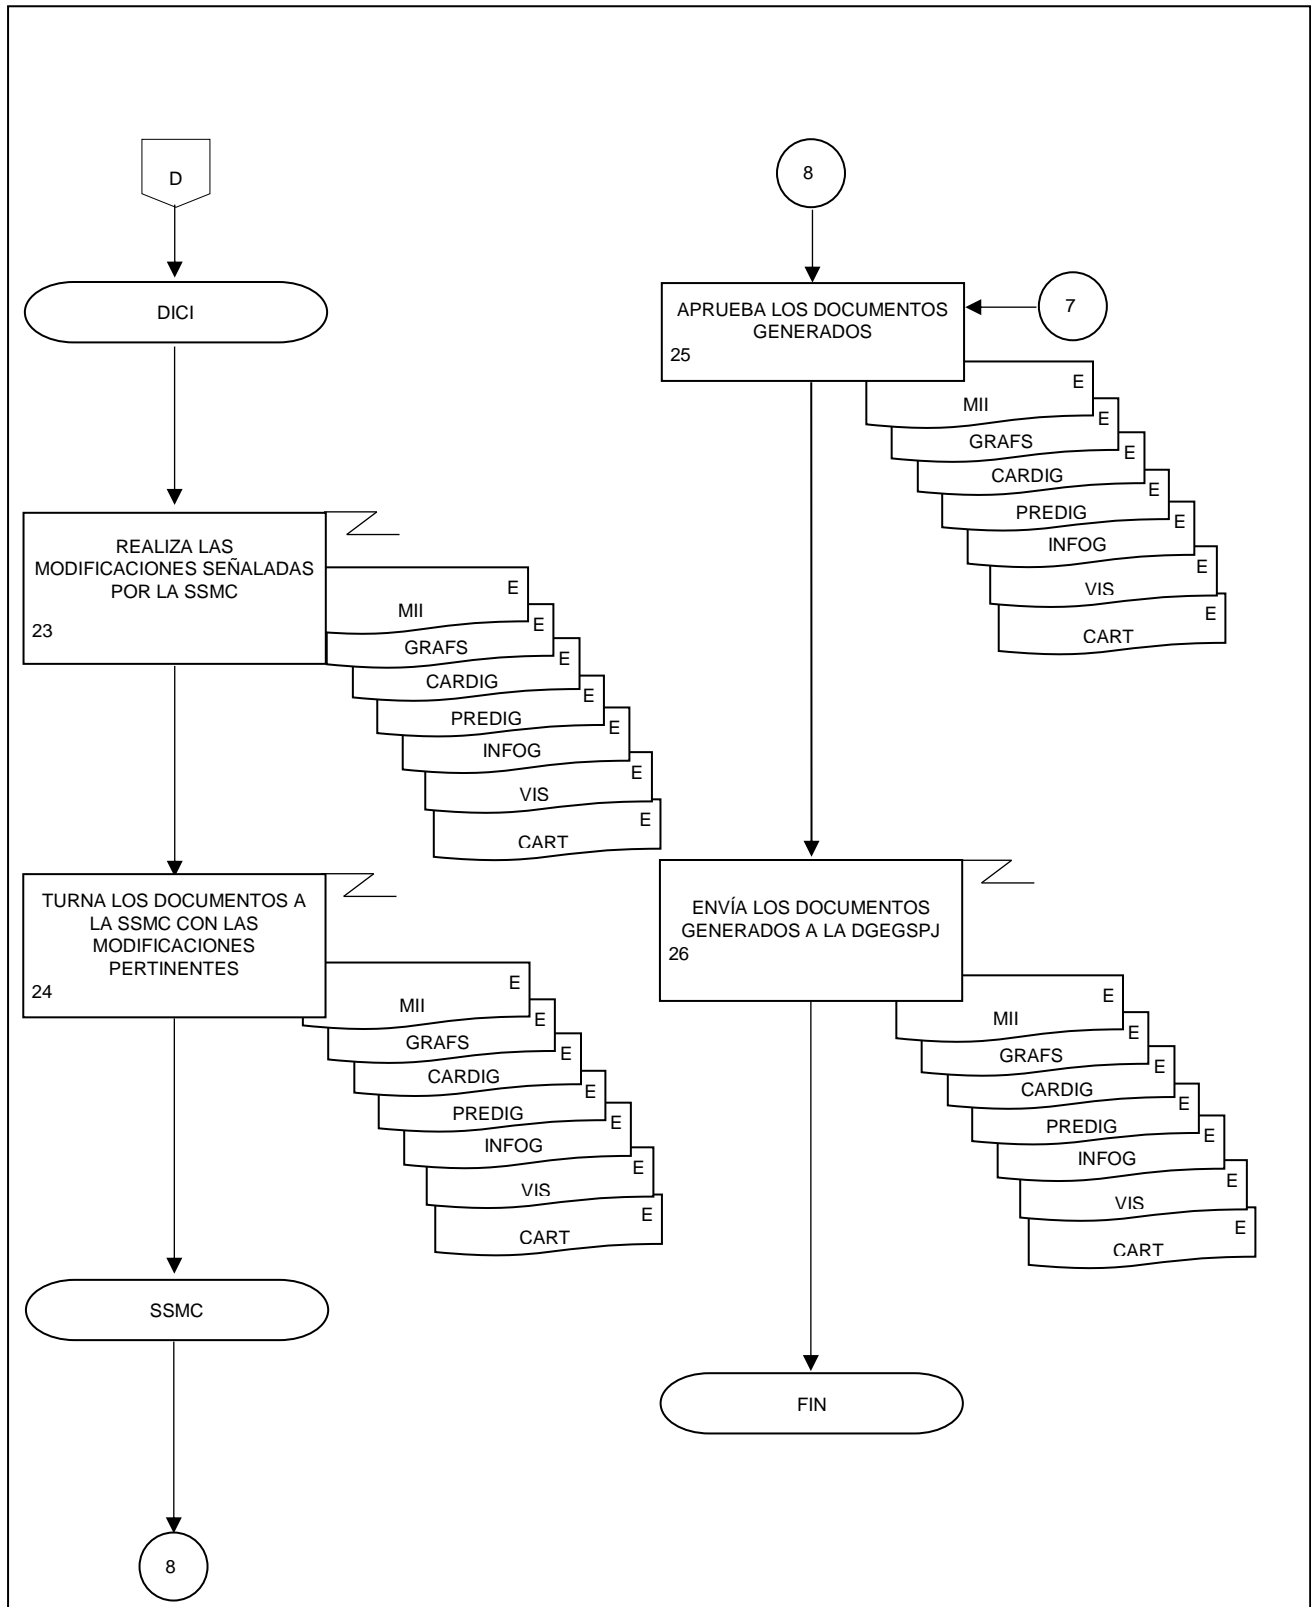 D
DICI
REALIZA LAS
MODIFICACIONES SEÑALADAS
POR LA SSMC
23
E
MII
E
GRAFS
E
CARDIG
E
PREDIG
E
INFOG
E
VIS
E
CART
TURNA LOS DOCUMENTOS A
LA SSMC CON LAS
MODIFICACIONES
PERTINENTES
24
E
MII
E
GRAFS
E
CARDIG
E
PREDIG
E
INFOG
E
VIS
E
CART
SSMC
8
8
APRUEBA LOS DOCUMENTOS
GENERADOS
25
7
E
MII
E
GRAFS
E
CARDIG
E
PREDIG
E
INFOG
E
VIS
E
CART
ENVÍA LOS DOCUMENTOS
GENERADOS A LA DGEGSPJ
26
E
MII
E
GRAFS
E
CARDIG
E
PREDIG
E
INFOG
E
VIS
E
CART
FIN